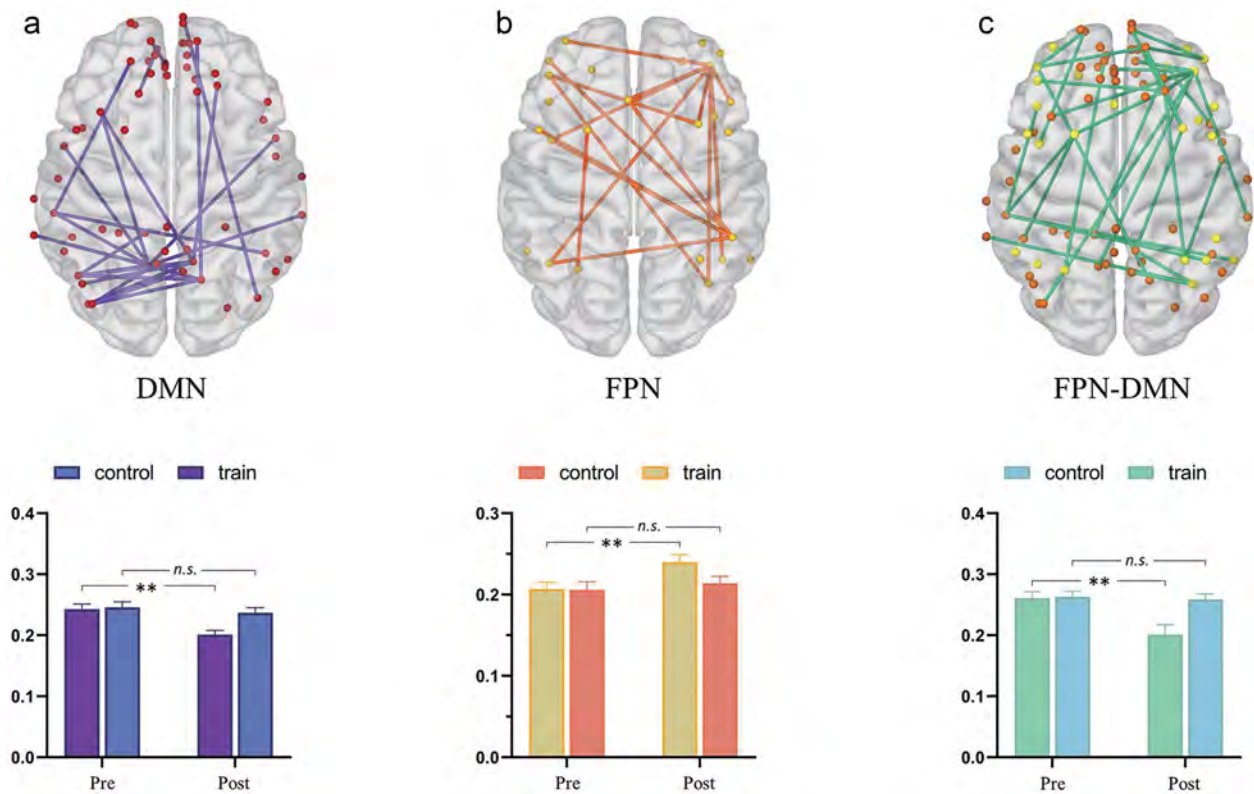 a
b
c
DMN
FPN
FPN-DMN
control train
0.4
0.3
0.2
0.1
0.0
n.s.
**
Pre Post
control train
0.3
0.2
0.1
0.0
n.s.
**
Pre Post
control train
0.4
0.3
0.2
0.1
0.0
n.s.
**
Pre Post